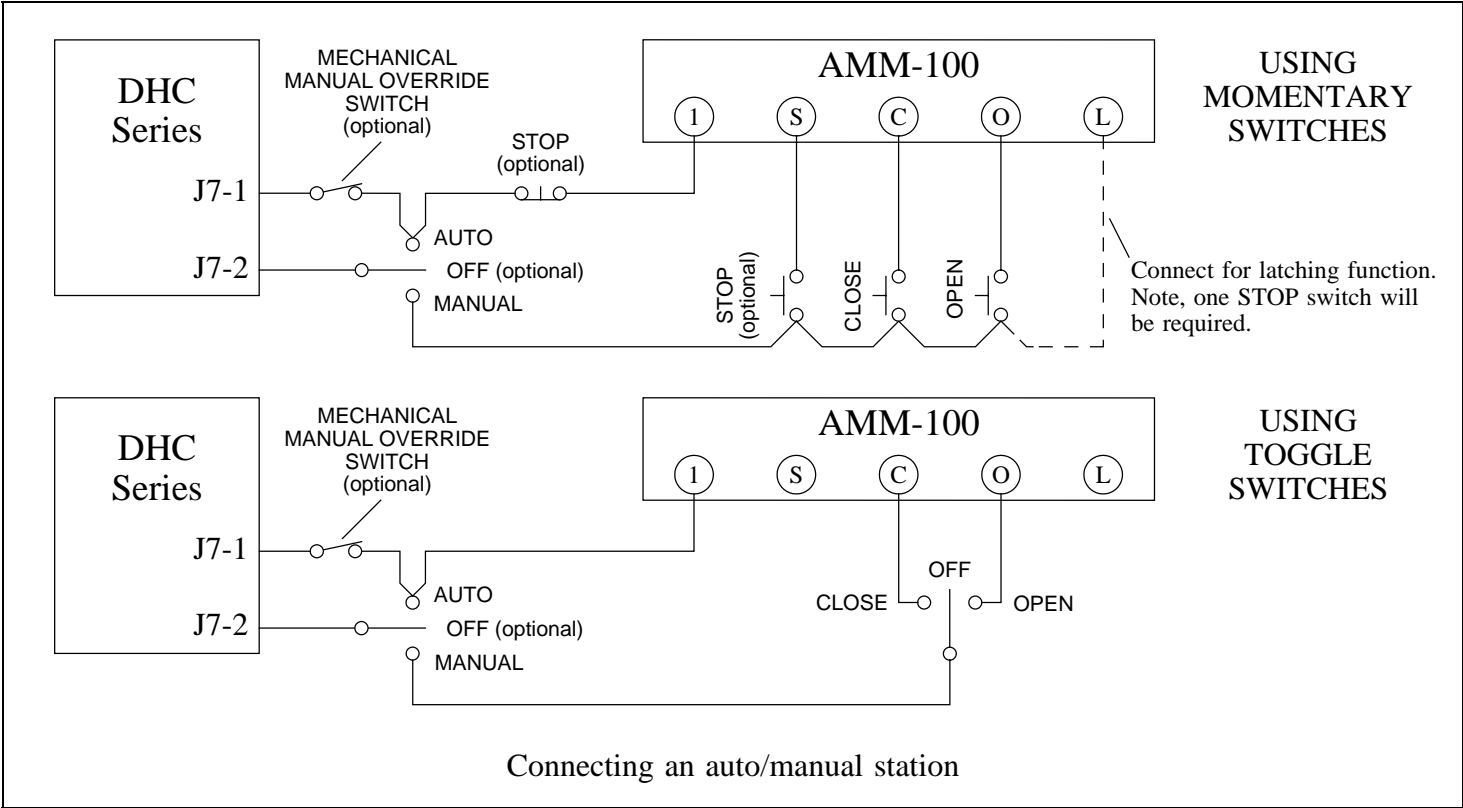 DHC
Series
J7-1
J7-2
MECHANICAL
MANUAL OVERRIDE
SWITCH
(optional)
AUTO
OFF (optional)
MANUAL
STOP
(optional)
AMM-100
1 S C O L
STOP
(optional)
CLOSE
OPEN
Connect for latching function.
Note, one STOP switch will
be required.
USING
MOMENTARY
SWITCHES
DHC
Series
J7-1
J7-2
MECHANICAL
MANUAL OVERRIDE
SWITCH
(optional)
AUTO
OFF (optional)
MANUAL
AMM-100
1 S C O L
OFF
CLOSE
OPEN
USING
TOGGLE
SWITCHES
Connecting an auto/manual station